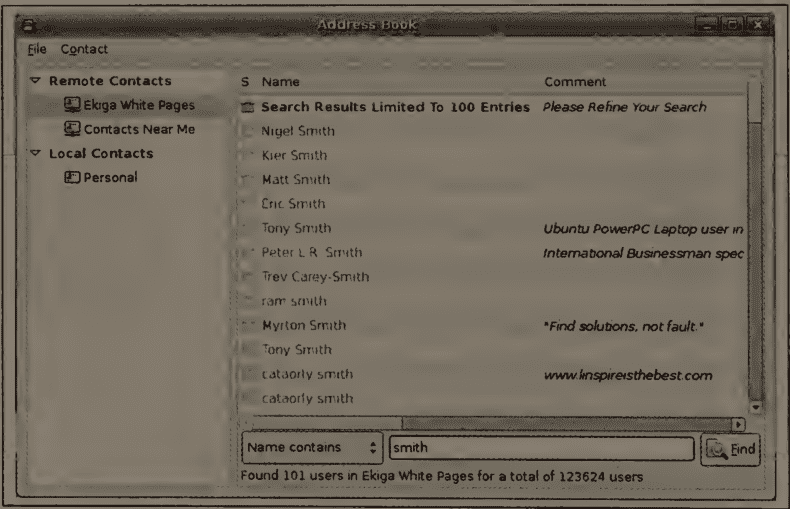 Address Book
File Contact
Remote Contacts
Ekiga White Pages
Contacts Near Me
Local Contacts
Personal
S Name Comment
Search Results Limited To 100 Entries Please Refine Your Search
Nigel Smith
Kier Smith
Matt Smith
Eric Smith
Tony Smith Ubuntu PowerPC Laptop user in
Peter L.R. Smith International Businessman spec
Trev Carey-Smith
ram smith
Myrton Smith "Find solutions, not fault."
Tony Smith
cataorly smith www.linspireisthebest.com
cataorly smith
Name contains smith Find
Found 101 users in Ekiga White Pages for a total of 123624 users